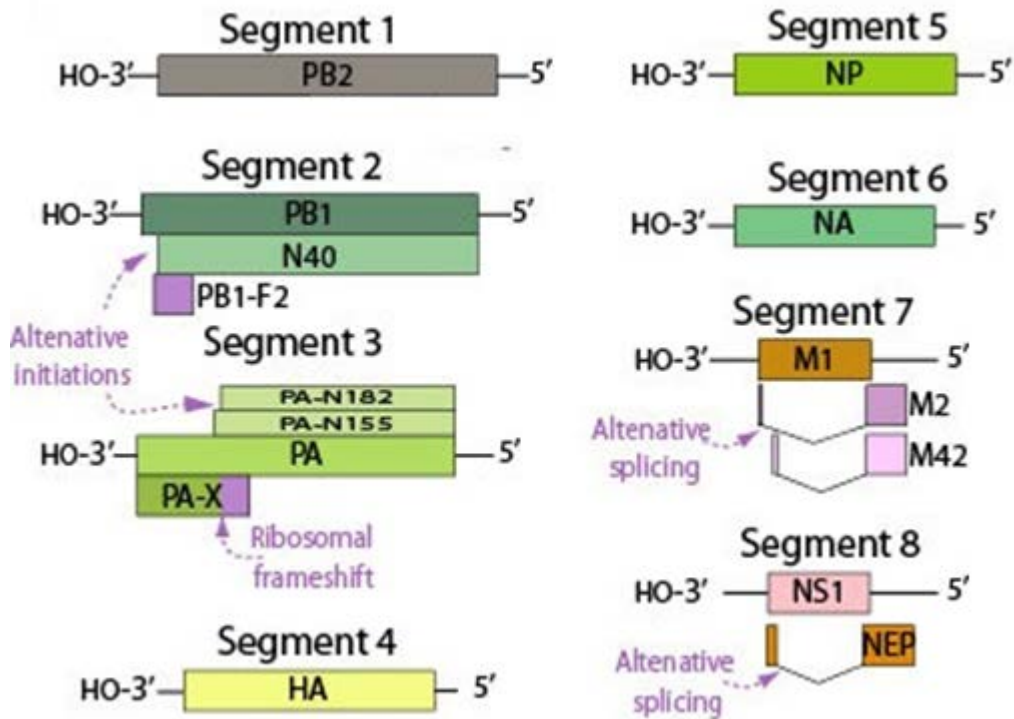 Segment 1
HO-3′ PB2 5′
Segment 2
HO-3′ PB1 5′
N40
PB1-F2
Altenative
initiations
Segment 3
PA-N182
PA-N155
HO-3′ PA 5′
PA-X
Ribosomal
frameshift
Segment 4
HO-3′ HA 5′
Segment 5
HO-3′ NP 5′
Segment 6
HO-3′ NA 5′
Segment 7
HO-3′ M1 5′
M2
Altenative
splicing
M42
Segment 8
HO-3′ NS1 5′
NEP
Altenative
splicing